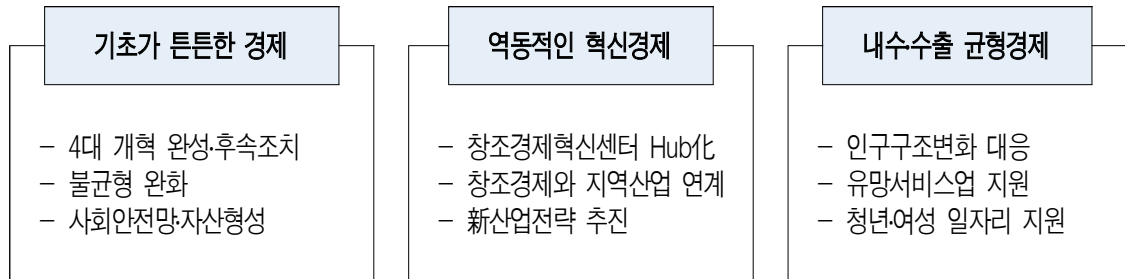 기초가 튼튼한 경제
- 4대 개혁 완성·후속조치
- 불균형 완화
- 사회안전망·자산형성
역동적인 혁신경제
- 창조경제혁신센터 Hub化
- 창조경제와 지역산업 연계
- 新산업전략 추진
내수·수출 균형경제
- 인구구조변화 대응
- 유망서비스업 지원
- 청년·여성 일자리 지원